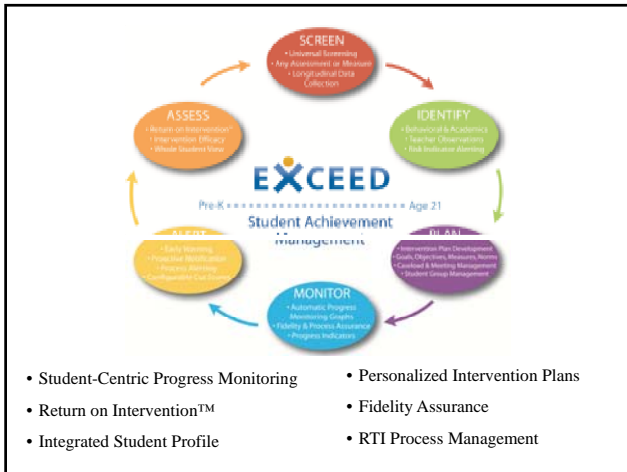 SCREEN
• Universal Screening
• Any Assessment or Measure
• Longitudinal Data
Collection
IDENTIFY
• Behavioral & Academics
• Teacher Observations
• Risk Indicator Alerting
PLAN
• Intervention Plan Development
• Goals, Objectives, Measures, Norms
• Caseload & Meeting Management
• Student Group Management
MONITOR
• Automatic Progress
Monitoring Graphs
• Fidelity & Process Assurance
• Progress Indicators
ALERT
• Early Warning
• Proactive Notification
• Process Alerting
• Configurable Cut Scores
ASSESS
• Return on Intervention™
• Intervention Efficacy
• Whole Student View
EXCEED
Pre-K Age 21
Student Achievement
Management
• Student-Centric Progress Monitoring
• Return on Intervention™
• Integrated Student Profile
• Personalized Intervention Plans
• Fidelity Assurance
• RTI Process Management